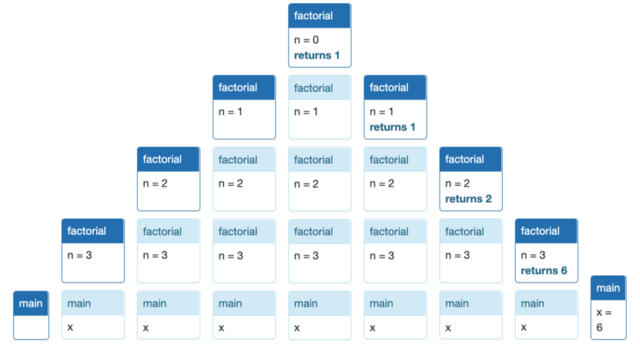 factorial
n = 0
returns 1
factorial factorial factorial
n = 1 n = 1 n = 1
returns 1
factorial factorial factorial factorial factorial
n = 2 n = 2 n = 2 n = 2 n = 2
returns 2
factorial factorial factorial factorial factorial factorial factorial
n = 3 n = 3 n = 3 n = 3 n = 3 n = 3 n = 3
returns 6
main main main main main main main main main
x x x x x x x x =
6